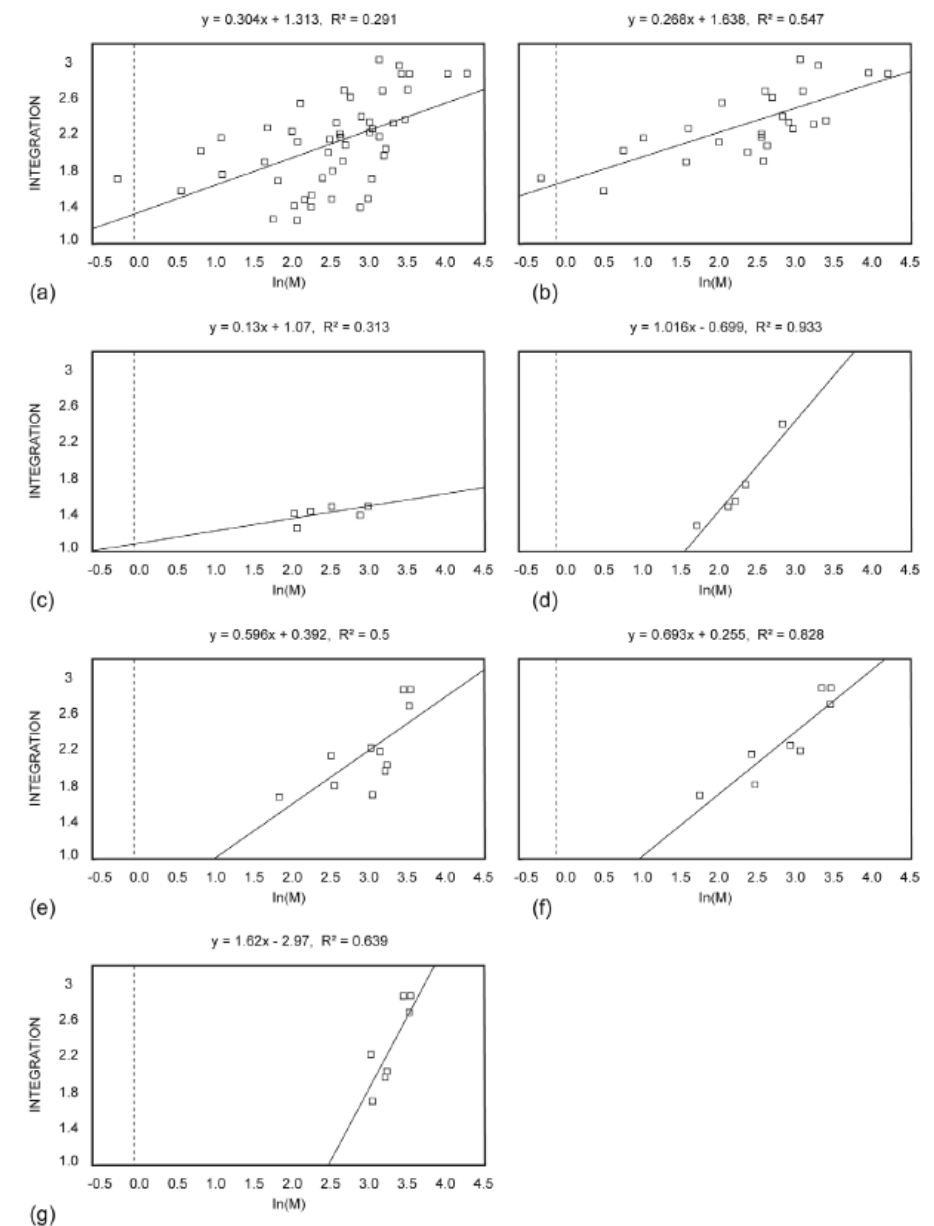 y = 0.304x + 1.313,  R² = 0.291
INTEGRATION
3
2.6
2.2
1.8
1.4
1.0
-0.5 0.0 0.5 1.0 1.5 2.0 2.5 3.0 3.5 4.0 4.5
ln(M)
(a)
y = 0.268x + 1.638,  R² = 0.547
-0.5 0.0 0.5 1.0 1.5 2.0 2.5 3.0 3.5 4.0 4.5
ln(M)
(b)
y = 0.13x + 1.07,  R² = 0.313
INTEGRATION
3
2.6
2.2
1.8
1.4
1.0
-0.5 0.0 0.5 1.0 1.5 2.0 2.5 3.0 3.5 4.0 4.5
ln(M)
(c)
y = 1.016x - 0.699,  R² = 0.933
-0.5 0.0 0.5 1.0 1.5 2.0 2.5 3.0 3.5 4.0 4.5
ln(M)
(d)
y = 0.596x + 0.392,  R² = 0.5
INTEGRATION
3
2.6
2.2
1.8
1.4
1.0
-0.5 0.0 0.5 1.0 1.5 2.0 2.5 3.0 3.5 4.0 4.5
ln(M)
(e)
y = 0.693x + 0.255,  R² = 0.828
-0.5 0.0 0.5 1.0 1.5 2.0 2.5 3.0 3.5 4.0 4.5
ln(M)
(f)
y = 1.62x - 2.97,  R² = 0.639
INTEGRATION
3
2.6
2.2
1.8
1.4
1.0
-0.5 0.0 0.5 1.0 1.5 2.0 2.5 3.0 3.5 4.0 4.5
ln(M)
(g)